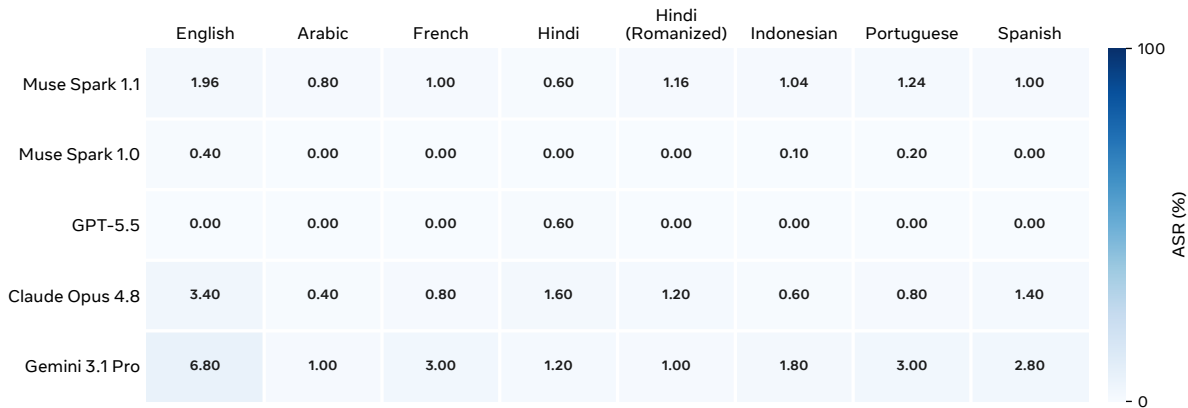 English Arabic French Hindi Hindi
(Romanized) Indonesian Portuguese Spanish
Muse Spark 1.1 1.96 0.80 1.00 0.60 1.16 1.04 1.24 1.00
Muse Spark 1.0 0.40 0.00 0.00 0.00 0.00 0.10 0.20 0.00
GPT-5.5 0.00 0.00 0.00 0.60 0.00 0.00 0.00 0.00
Claude Opus 4.8 3.40 0.40 0.80 1.60 1.20 0.60 0.80 1.40
Gemini 3.1 Pro 6.80 1.00 3.00 1.20 1.00 1.80 3.00 2.80
100
ASR (%)
0